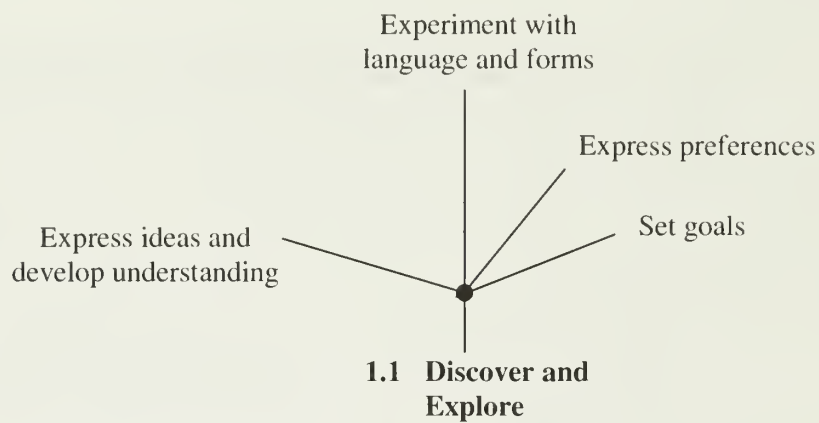 Experiment with
language and forms
Express preferences
Set goals
Express ideas and
develop understanding
1.1 Discover and
Explore